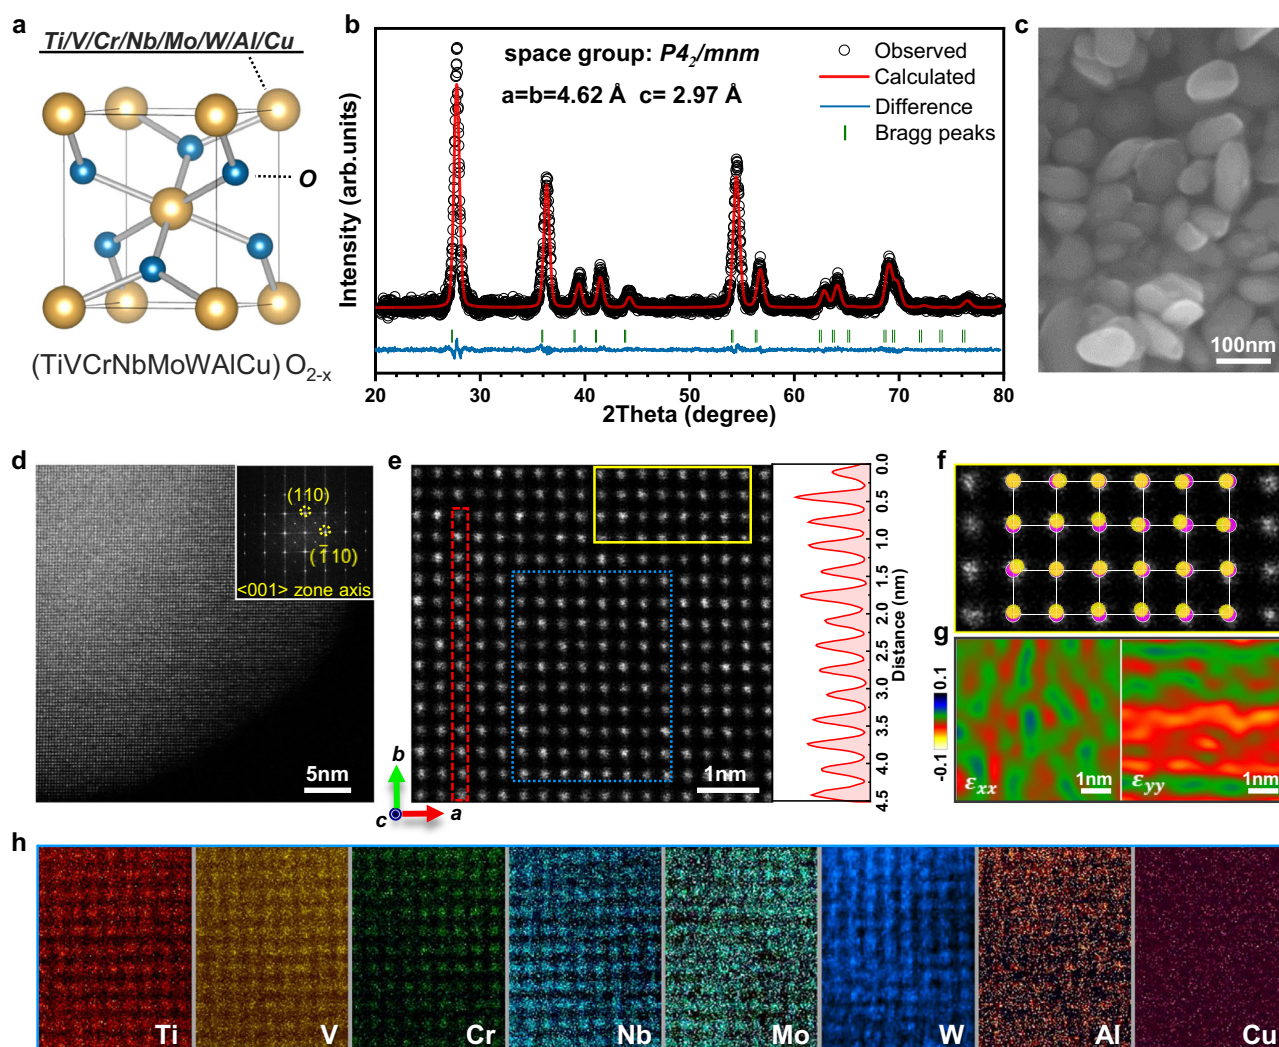 a
Ti/V/Cr/Nb/Mo/W/Al/Cu
O
(TiVCrNbMoWAlCu) O2-x
b
space group: P42/mnm
a=b=4.62 Å c= 2.97 Å
Observed
Calculated
Difference
Bragg peaks
Intensity (arb.units)
20 30 40 50 60 70 80
2Theta (degree)
c
100nm
d
(110)
(1̄10)
<001> zone axis
5nm
e
b
c
a
1nm
0.0
0.5
1.0
1.5
2.0
2.5
3.0
3.5
4.0
4.5
Distance (nm)
f
g
0.1
-0.1
εxx
1nm
εyy
1nm
h
Ti
V
Cr
Nb
Mo
W
Al
Cu